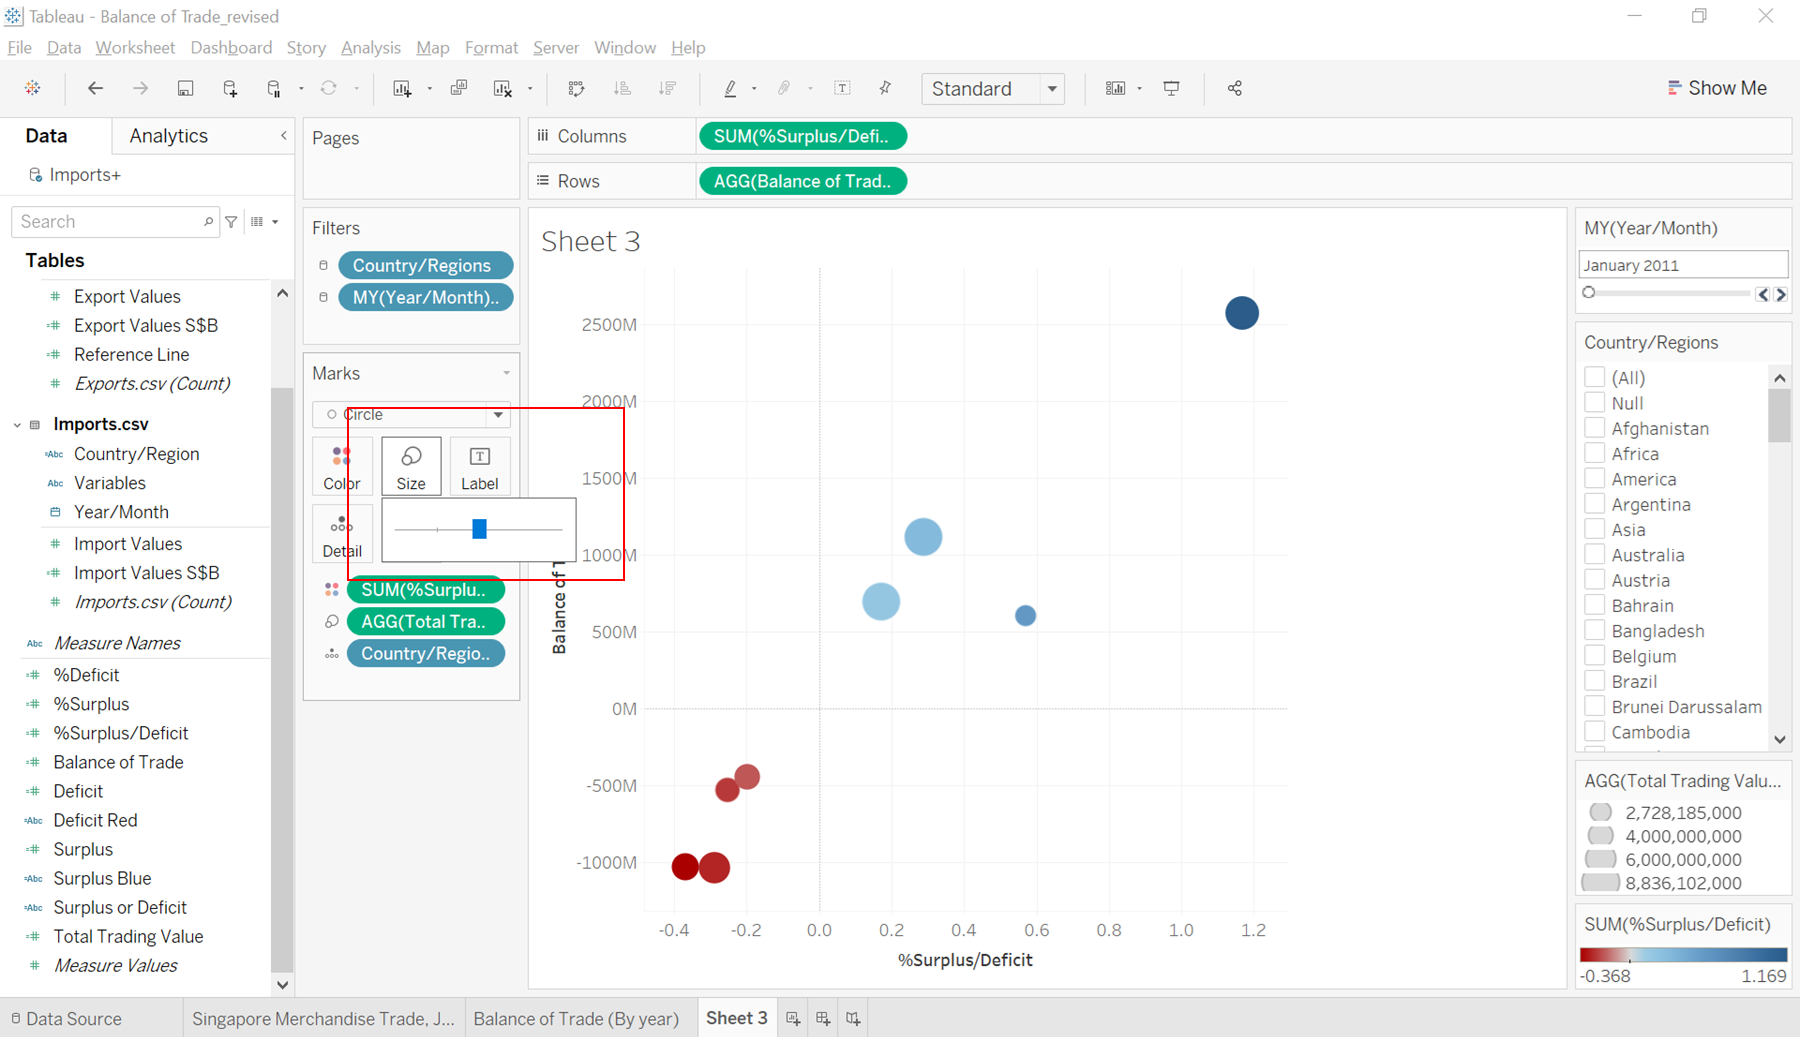 Tableau - Balance of Trade_revised
File Data Worksheet Dashboard Story Analysis Map Format Server Window Help
Standard
Show Me
Data
Analytics
Imports+
Search
Tables
Export Values
Export Values S$B
Reference Line
Exports.csv (Count)
Imports.csv
Abc Country/Region
Abc Variables
Year/Month
Import Values
Import Values S$B
Imports.csv (Count)
Abc Measure Names
%Deficit
%Surplus
%Surplus/Deficit
Balance of Trade
Deficit
Abc Deficit Red
Surplus
Abc Surplus Blue
Abc Surplus or Deficit
Total Trading Value
Measure Values
Pages
Filters
Country/Regions
MY(Year/Month)..
Marks
Circle
Color
Size
T
Label
Detail
SUM(%Surplu..
AGG(Total Tra..
Country/Regio..
Columns
SUM(%Surplus/Defi..
Rows
AGG(Balance of Trad..
Sheet 3
2500M
2000M
1500M
1000M
500M
0M
-500M
-1000M
Balance of T
-0.4 -0.2 0.0 0.2 0.4 0.6 0.8 1.0 1.2
%Surplus/Deficit
MY(Year/Month)
January 2011
Country/Regions
(All)
Null
Afghanistan
Africa
America
Argentina
Asia
Australia
Austria
Bahrain
Bangladesh
Belgium
Brazil
Brunei Darussalam
Cambodia
AGG(Total Trading Valu...
2,728,185,000
4,000,000,000
6,000,000,000
8,836,102,000
SUM(%Surplus/Deficit)
-0.368 1.169
Data Source
Singapore Merchandise Trade, J...
Balance of Trade (By year)
Sheet 3